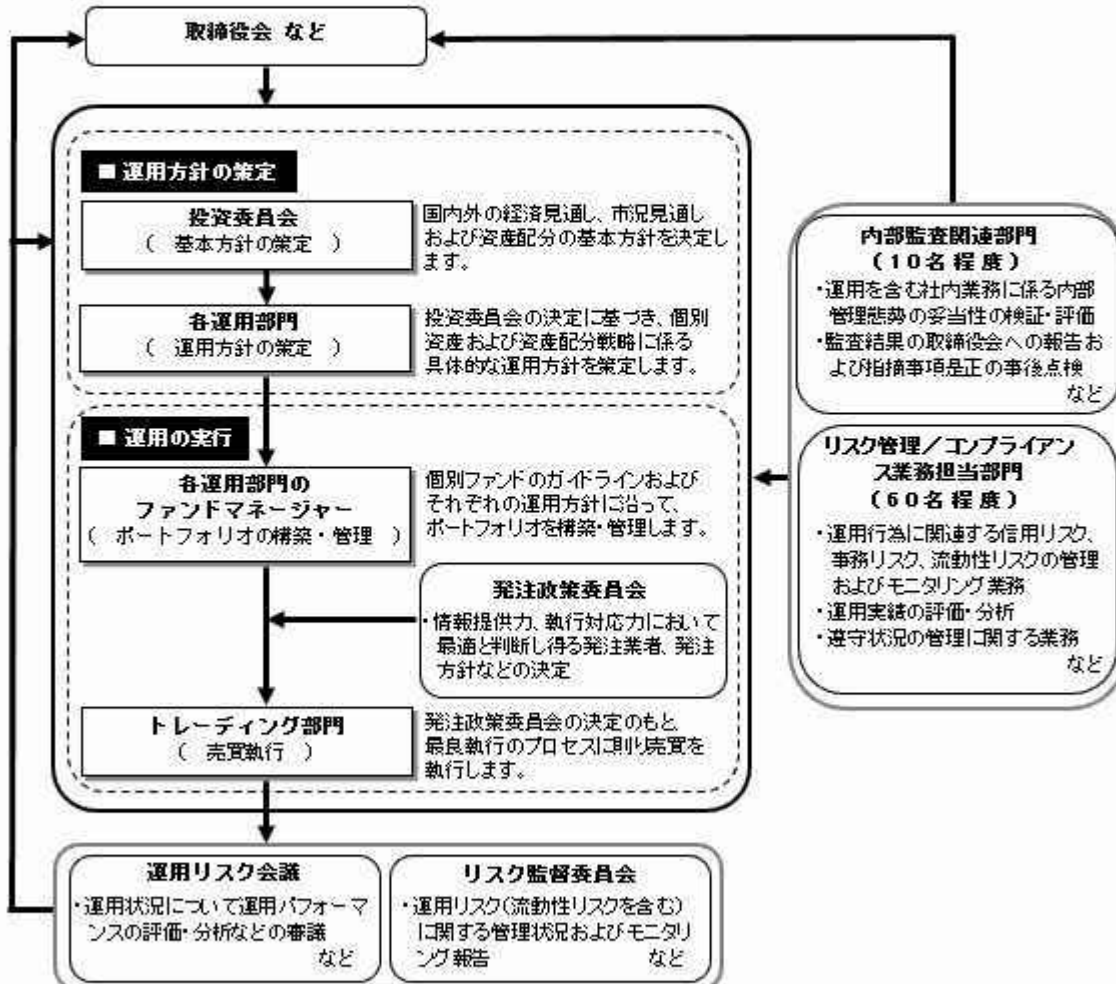 取締役会 など
■ 運用方針の策定
投資委員会
( 基本方針の策定 )
国内外の経済見通し、市況見通し
および資産配分の基本方針を決定し
ます。
各運用部門
( 運用方針の策定 )
投資委員会の決定に基づき、個別
資産および資産配分戦略に係る
具体的な運用方針を策定します。
■ 運用の実行
各運用部門の
ファンドマネージャー
( ポートフォリオの構築・管理 )
個別ファンドのガイドラインおよび
それぞれの運用方針に沿って、
ポートフォリオを構築・管理します。
発注政策委員会
・情報提供力、執行対応力において
最適と判断し得る発注業者、発注
方針などの決定
トレーディング部門
( 売買執行 )
発注政策委員会の決定のもと、
最良執行のプロセスに則り売買を
執行します。
内部監査関連部門
(10名程度)
・運用を含む社内業務に係る内部
管理態勢の妥当性の検証・評価
・監査結果の取締役会への報告お
よび指摘事項是正の事後点検
など
リスク管理/コンプライアン
ス業務担当部門
(60名程度)
・運用行為に関連する信用リスク、
事務リスク、流動性リスクの管理
およびモニタリング業務
・運用実績の評価・分析
・遵守状況の管理に関する業務
など
運用リスク会議
・運用状況について運用パフォーマ
ンスの評価・分析などの審議
など
リスク監督委員会
・運用リスク(流動性リスクを含む)
に関する管理状況およびモニタリ
ング報告 など